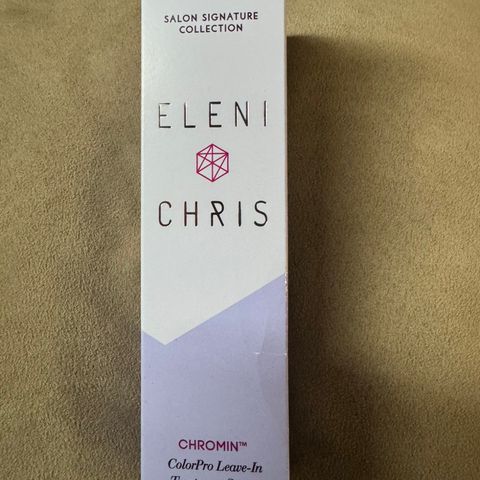 SALON SIGNATURE
COLLECTION
ELENI
CHRIS
CHROMIN™
ColorPro Leave-In